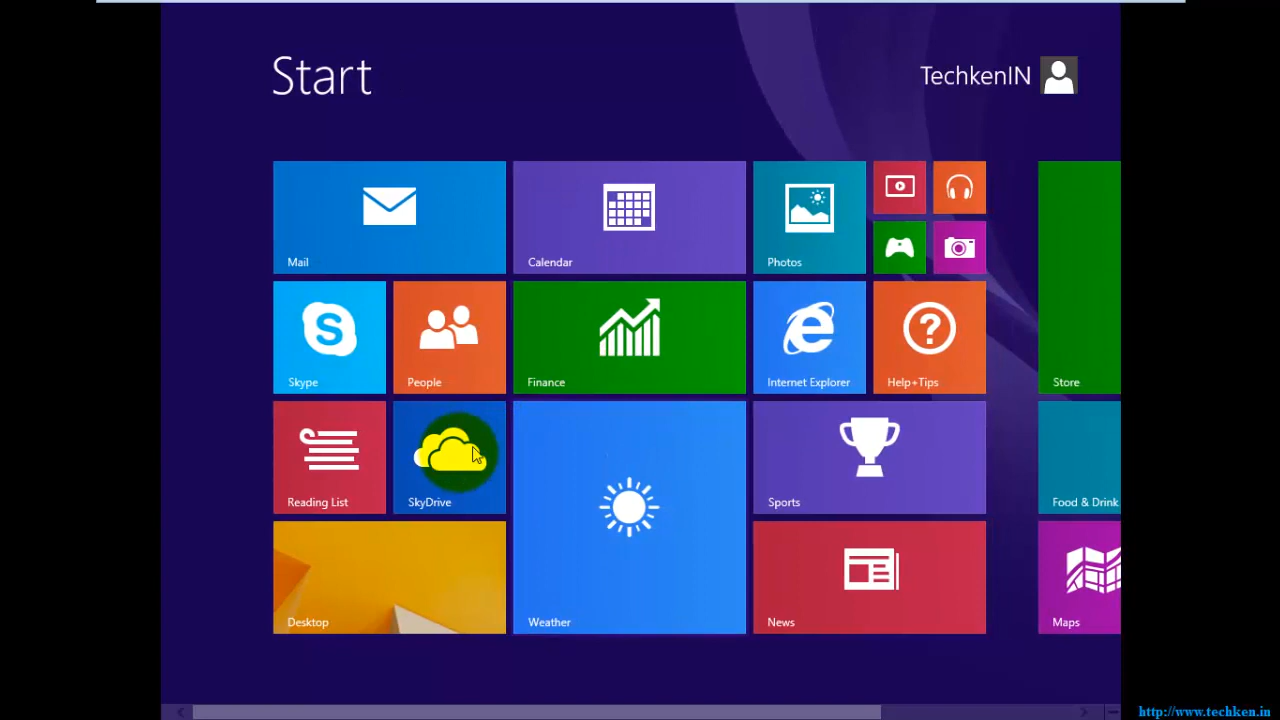 Start
TechkenIN
Mail
Calendar
Photos
Skype
People
Finance
Internet Explorer
Help+Tips
Store
Reading List
SkyDrive
Sports
Food & Drink
Desktop
Weather
News
Maps
http://www.techken.in